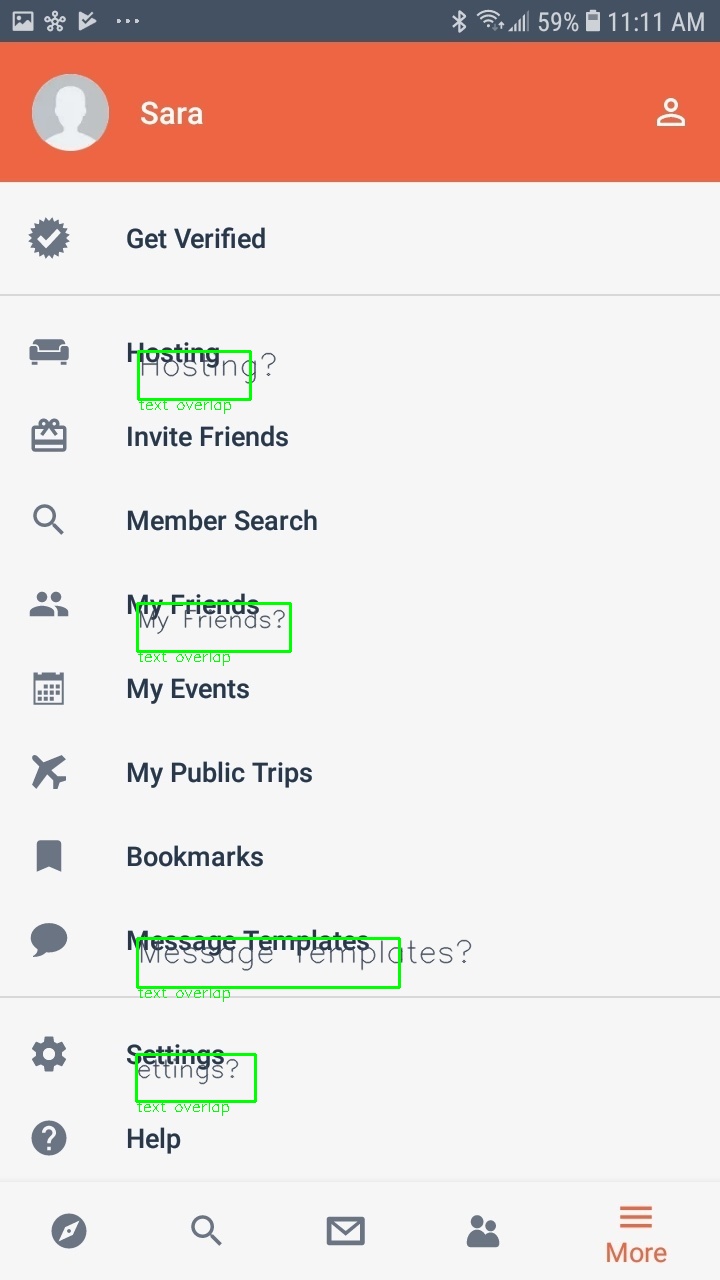 59% 11:11 AM
Sara
Get Verified
Hosting
Hosting?
text overlap
Invite Friends
Member Search
My Friends
My Friends?
text overlap
My Events
My Public Trips
Bookmarks
Message Templates
Message Templates?
text overlap
Settings
ettings?
text overlap
Help
More